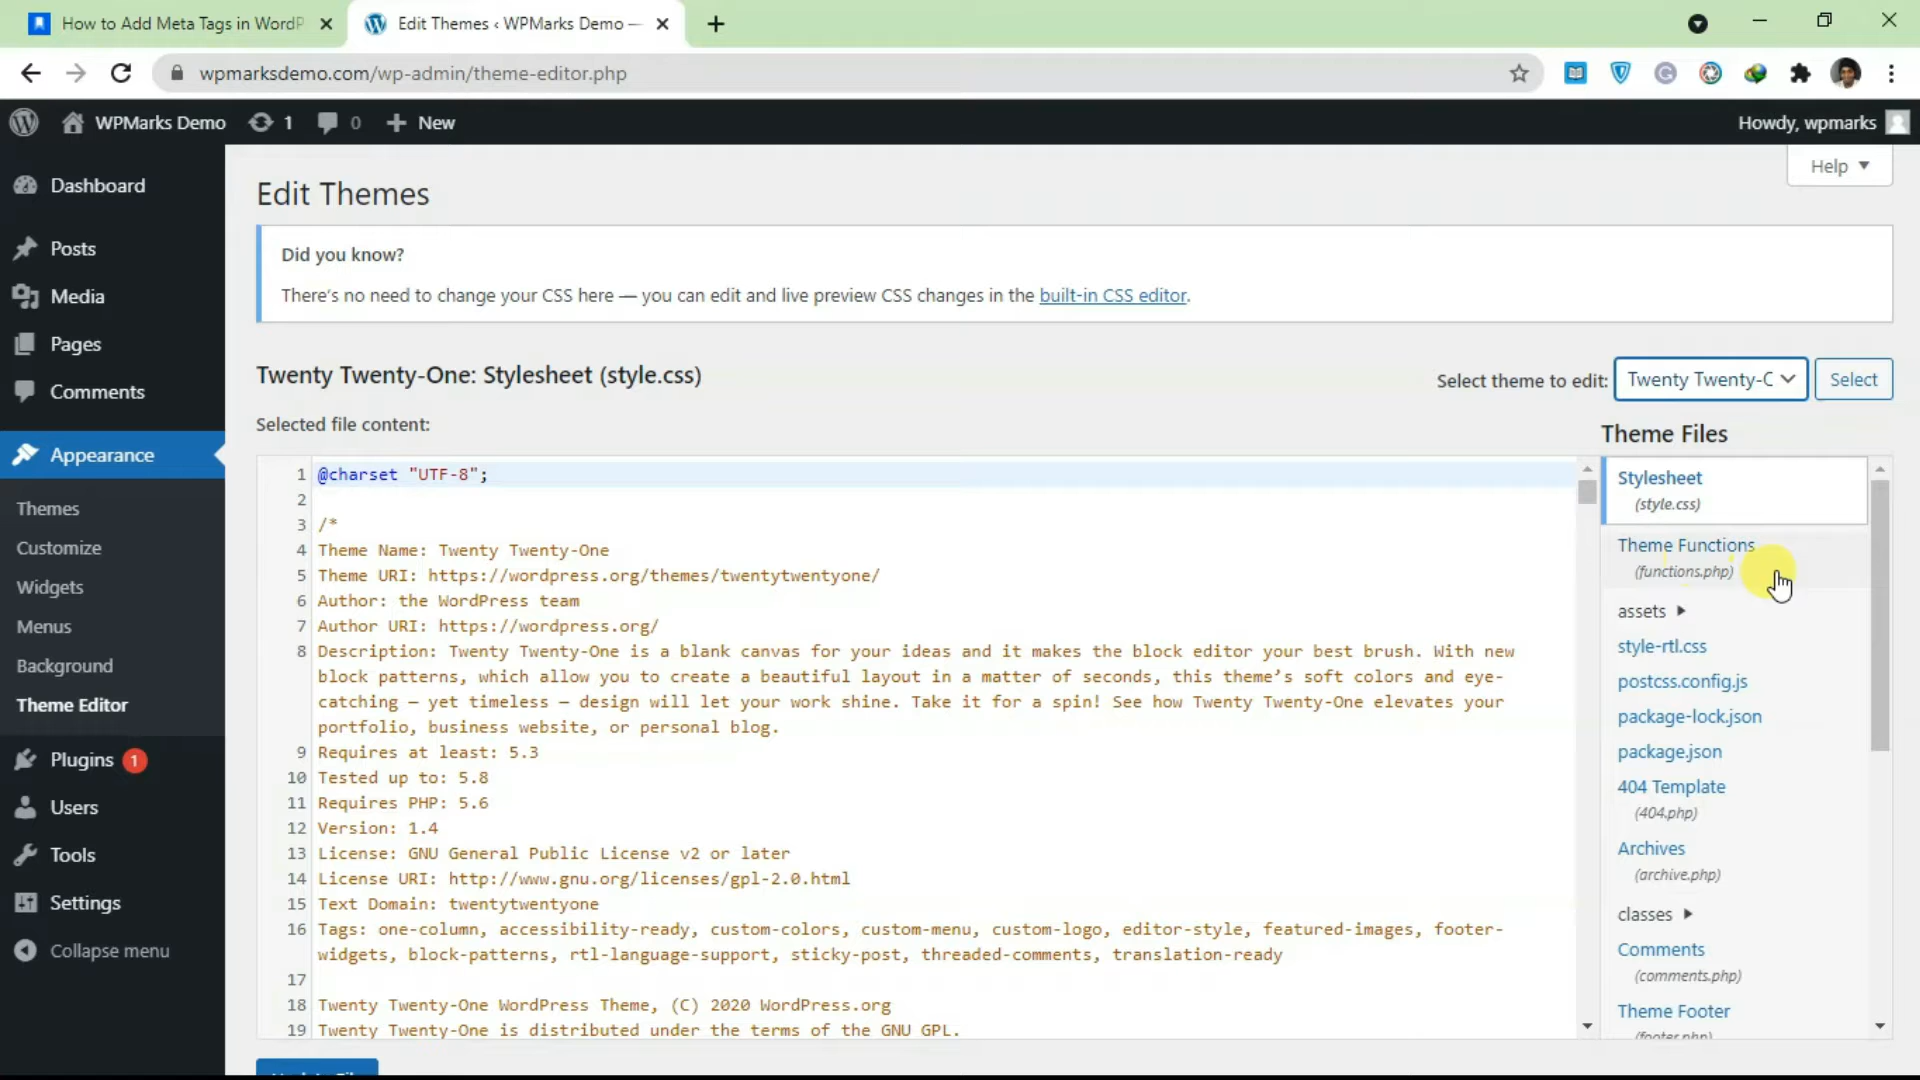 How to Add Meta Tags in WordP
Edit Themes ‹ WPMarks Demo —
wpmarksdemo.com/wp-admin/theme-editor.php
WPMarks Demo 1 0 New
Howdy, wpmarks
Help
Dashboard
Posts
Media
Pages
Comments
Appearance
Themes
Customize
Widgets
Menus
Background
Theme Editor
Plugins 1
Users
Tools
Settings
Collapse menu
Edit Themes
Did you know?
There's no need to change your CSS here — you can edit and live preview CSS changes in the built-in CSS editor.
Twenty Twenty-One: Stylesheet (style.css)
Select theme to edit: Twenty Twenty-C Select
Selected file content:
1 @charset "UTF-8";
2
3 /*
4 Theme Name: Twenty Twenty-One
5 Theme URI: https://wordpress.org/themes/twentytwentyone/
6 Author: the WordPress team
7 Author URI: https://wordpress.org/
8 Description: Twenty Twenty-One is a blank canvas for your ideas and it makes the block editor your best brush. With new
block patterns, which allow you to create a beautiful layout in a matter of seconds, this theme's soft colors and eye-
catching — yet timeless — design will let your work shine. Take it for a spin! See how Twenty Twenty-One elevates your
portfolio, business website, or personal blog.
9 Requires at least: 5.3
10 Tested up to: 5.8
11 Requires PHP: 5.6
12 Version: 1.4
13 License: GNU General Public License v2 or later
14 License URI: http://www.gnu.org/licenses/gpl-2.0.html
15 Text Domain: twentytwentyone
16 Tags: one-column, accessibility-ready, custom-colors, custom-menu, custom-logo, editor-style, featured-images, footer-
widgets, block-patterns, rtl-language-support, sticky-post, threaded-comments, translation-ready
17
18 Twenty Twenty-One WordPress Theme, (C) 2020 WordPress.org
19 Twenty Twenty-One is distributed under the terms of the GNU GPL.
Theme Files
Stylesheet
(style.css)
Theme Functions
(functions.php)
assets
style-rtl.css
postcss.config.js
package-lock.json
package.json
404 Template
(404.php)
Archives
(archive.php)
classes
Comments
(comments.php)
Theme Footer
(footer.php)